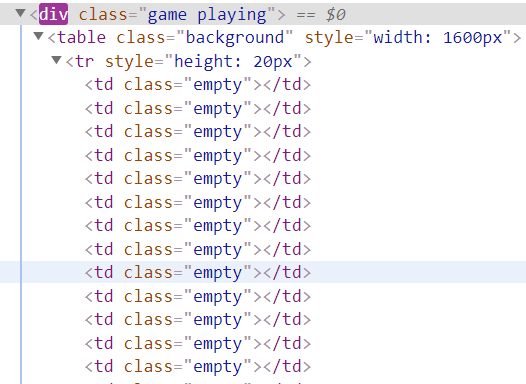 ▼<div class="game playing"> == $0
▼<table class="background" style="width: 1600px">
▼<tr style="height: 20px">
<td class="empty"></td>
<td class="empty"></td>
<td class="empty"></td>
<td class="empty"></td>
<td class="empty"></td>
<td class="empty"></td>
<td class="empty"></td>
<td class="empty"></td>
<td class="empty"></td>
<td class="empty"></td>
<td class="empty"></td>
<td class="empty"></td>
<td class="empty"></td>